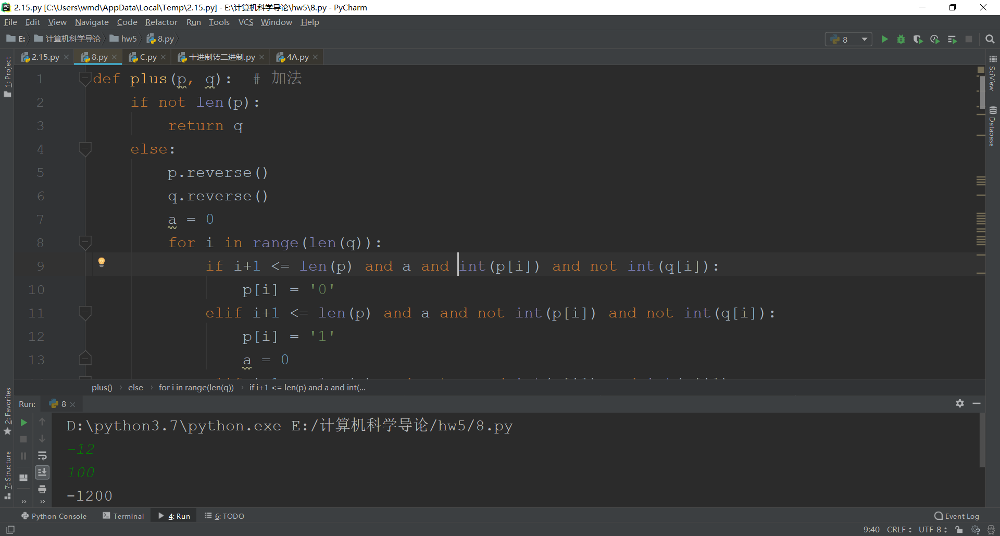 2.15.py [C:\Users\wmd\AppData\Local\Temp\2.15.py] - E:\计算机科学导论\hw5\8.py - PyCharm
File Edit View Navigate Code Refactor Run Tools VCS Window Help
E: 计算机科学导论 hw5 8.py
8
2.15.py 8.py C.py 十进制转二进制.py 4A.py
1: Project
SciView
Database
1 def plus(p, q):  # 加法
2 if not len(p):
3 return q
4 else:
5 p.reverse()
6 q.reverse()
7 a = 0
8 for i in range(len(q)):
9 if i+1 <= len(p) and a and int(p[i]) and not int(q[i]):
10 p[i] = '0'
11 elif i+1 <= len(p) and a and not int(p[i]) and not int(q[i]):
12 p[i] = '1'
13 a = 0
plus() › else › for i in range(len(q)) › if i+1 <= len(p) and a and int(...
2: Favorites
7: Structure
Run: 8
D:\python3.7\python.exe E:/计算机科学导论/hw5/8.py
-12
100
-1200
Python Console Terminal 4: Run 6: TODO Event Log
9:40 CRLF UTF-8